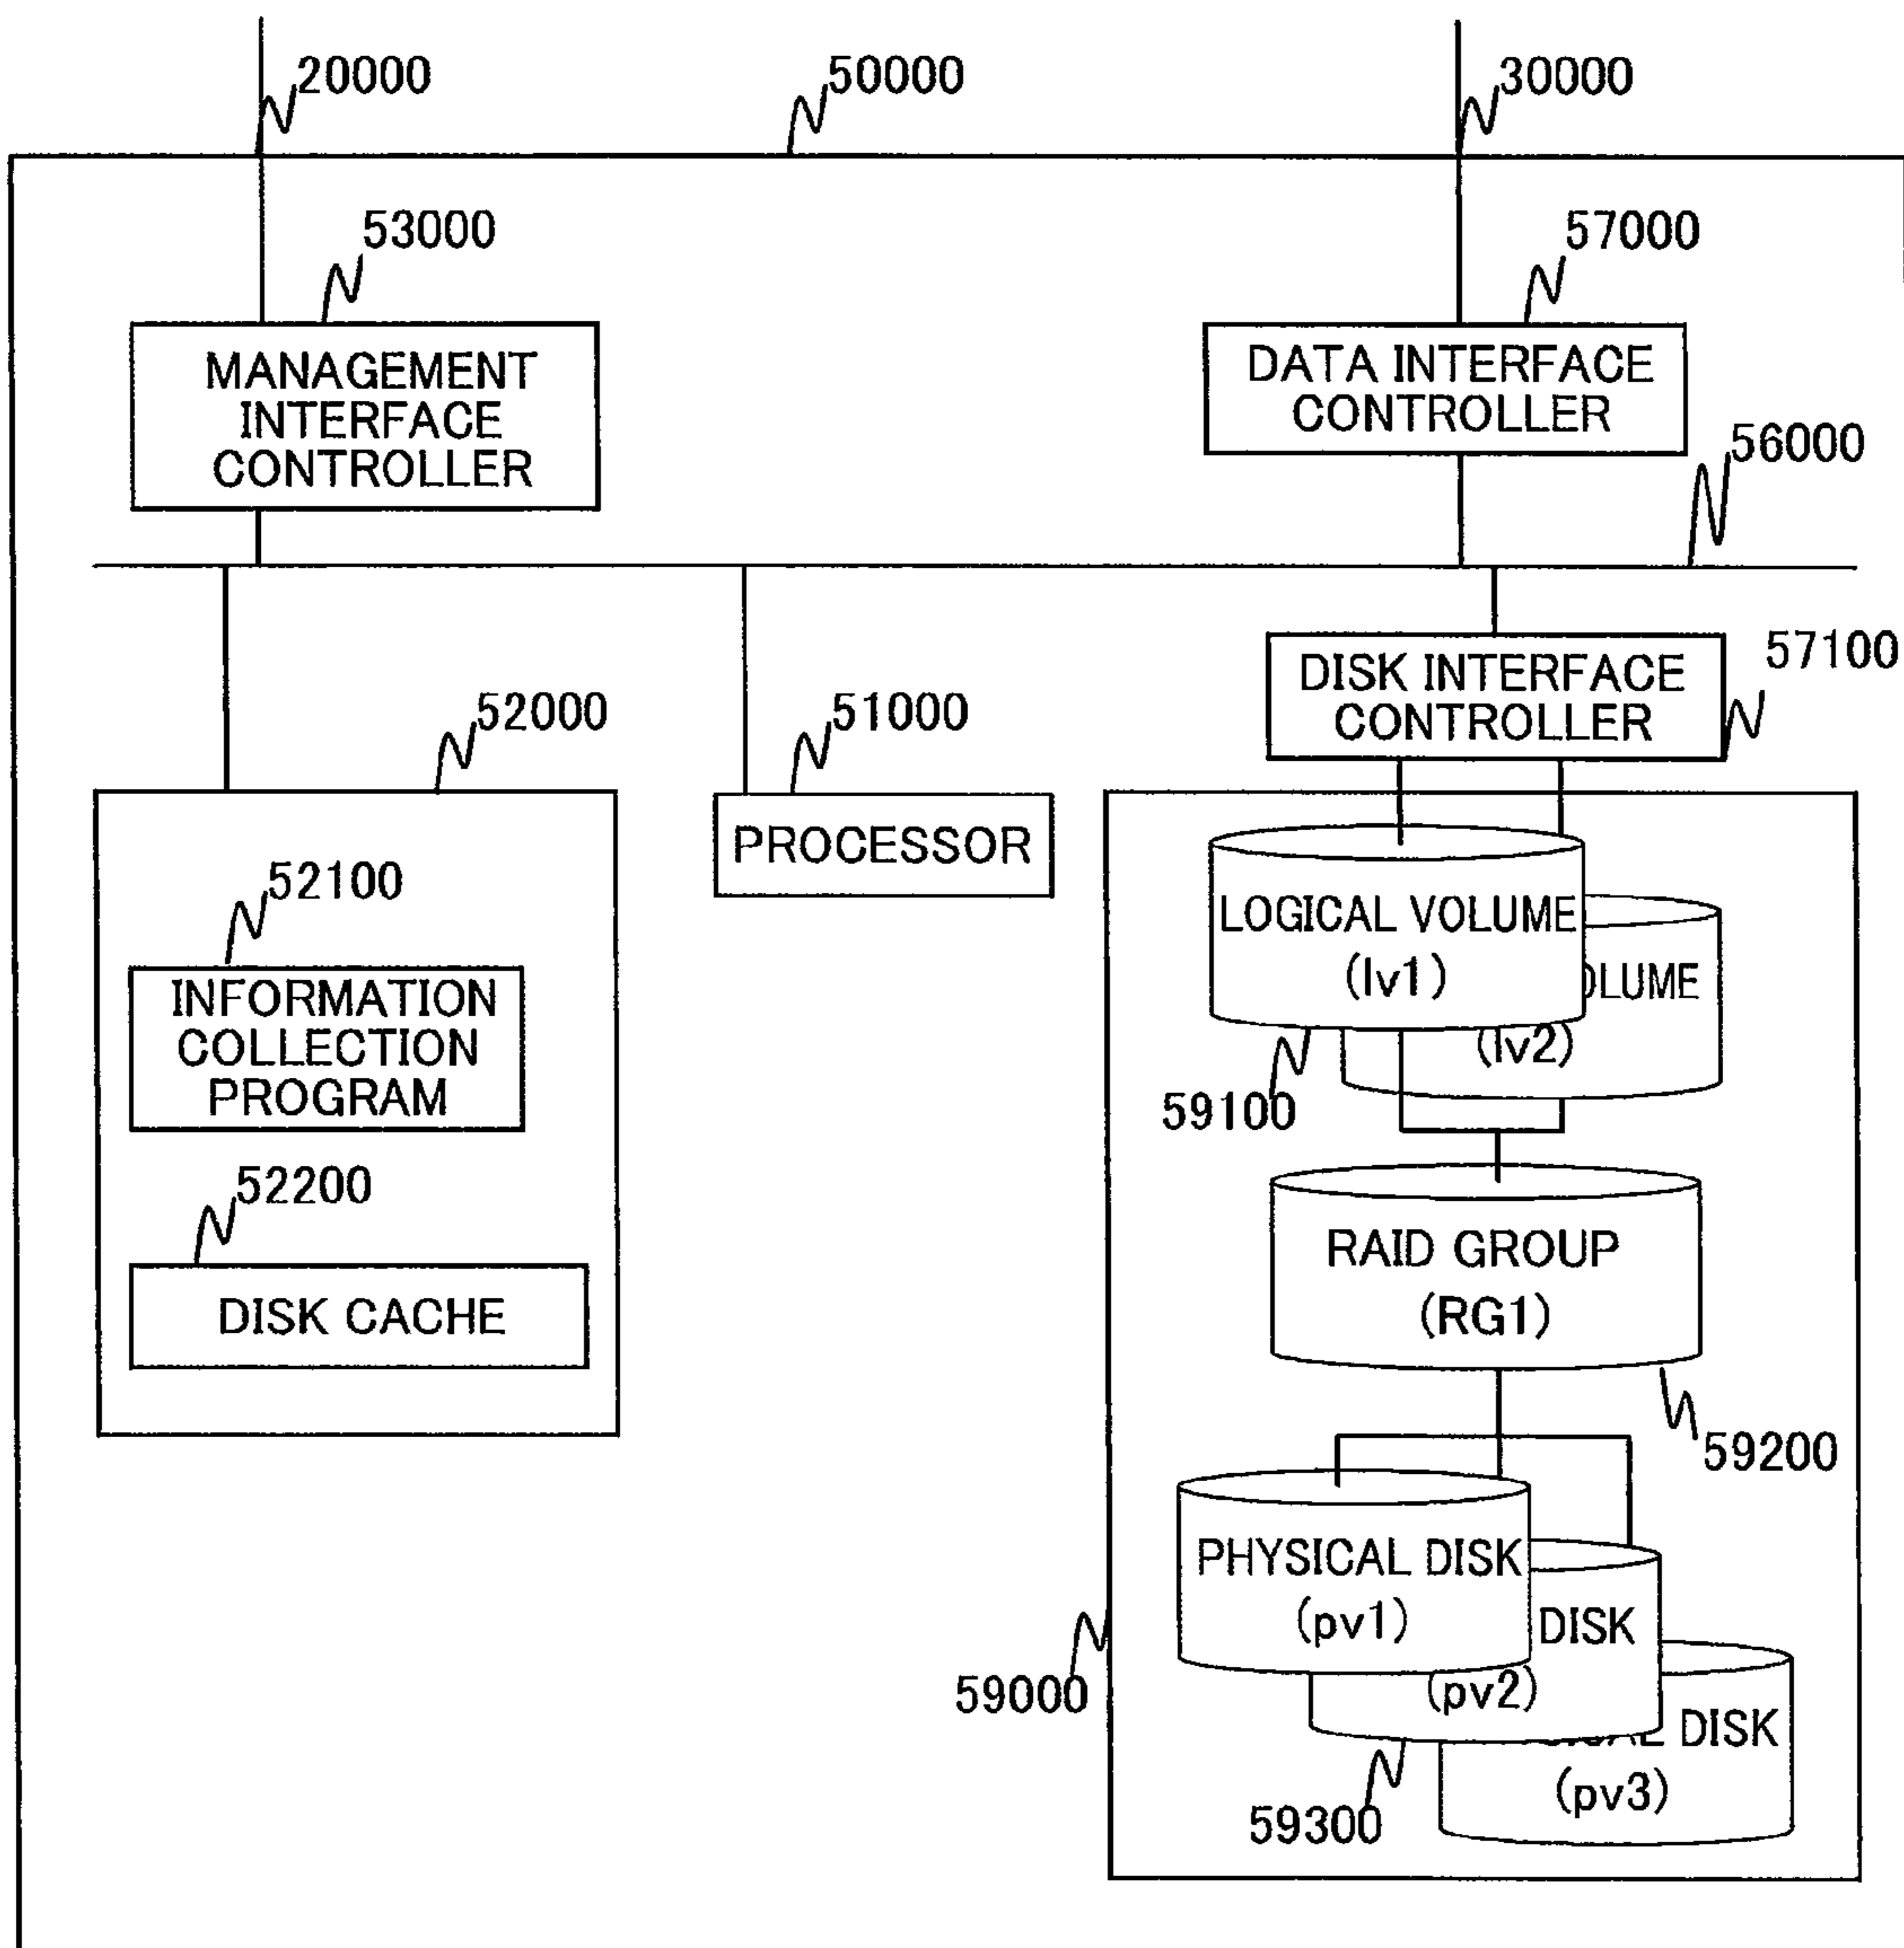 20000
50000
30000
53000
57000
MANAGEMENT
INTERFACE
CONTROLLER
DATA INTERFACE
CONTROLLER
56000
57100
DISK INTERFACE
CONTROLLER
52000
51000
PROCESSOR
52100
INFORMATION
COLLECTION
PROGRAM
52200
DISK CACHE
LOGICAL VOLUME
(lv1)
(lv2)
59100
RAID GROUP
(RG1)
59200
PHYSICAL DISK
(pv1)
DISK
(pv2)
DISK
(pv3)
59000
59300